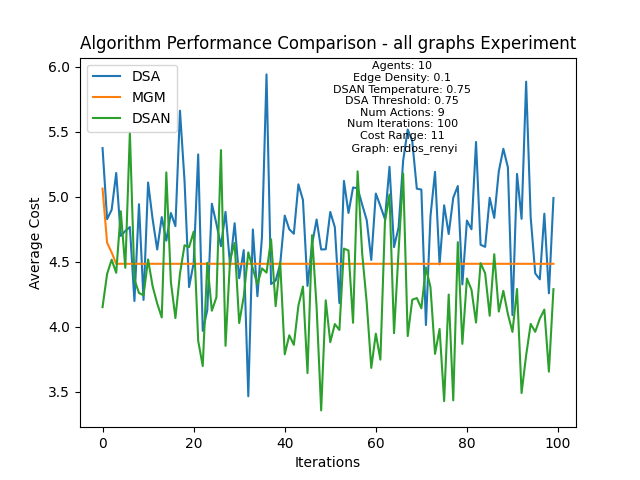 Algorithm Performance Comparison - all graphs Experiment
DSA
MGM
DSAN
Agents: 10
Edge Density: 0.1
DSAN Temperature: 0.75
DSA Threshold: 0.75
Num Actions: 9
Num Iterations: 100
Cost Range: 11
Graph: erdos_renyi
6.0
5.5
5.0
4.5
4.0
3.5
Average Cost
0 20 40 60 80 100
Iterations